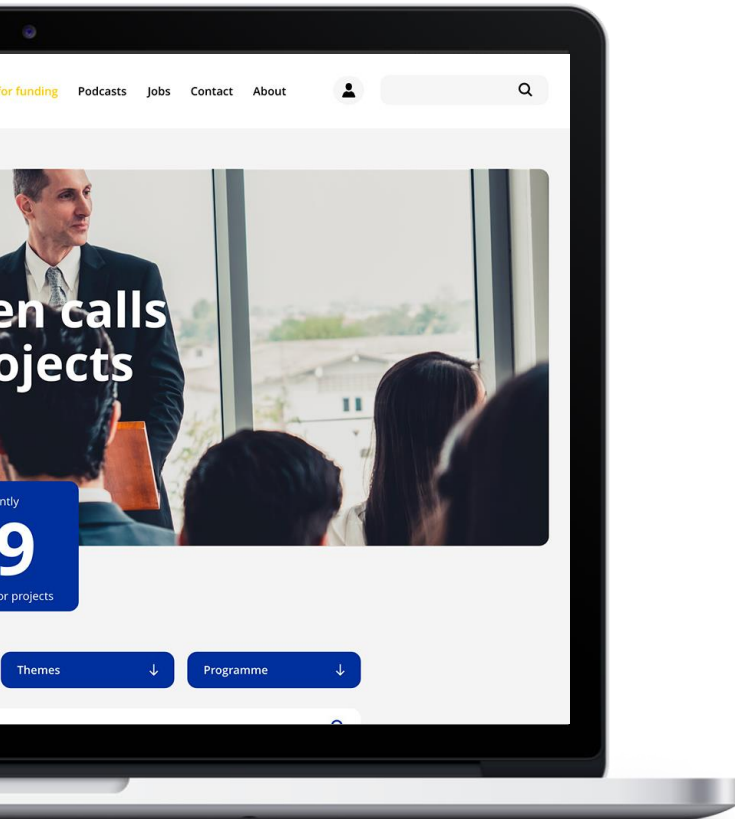 for funding Podcasts Jobs Contact About
en calls
ojects
ntly
9
or projects
Themes
Programme